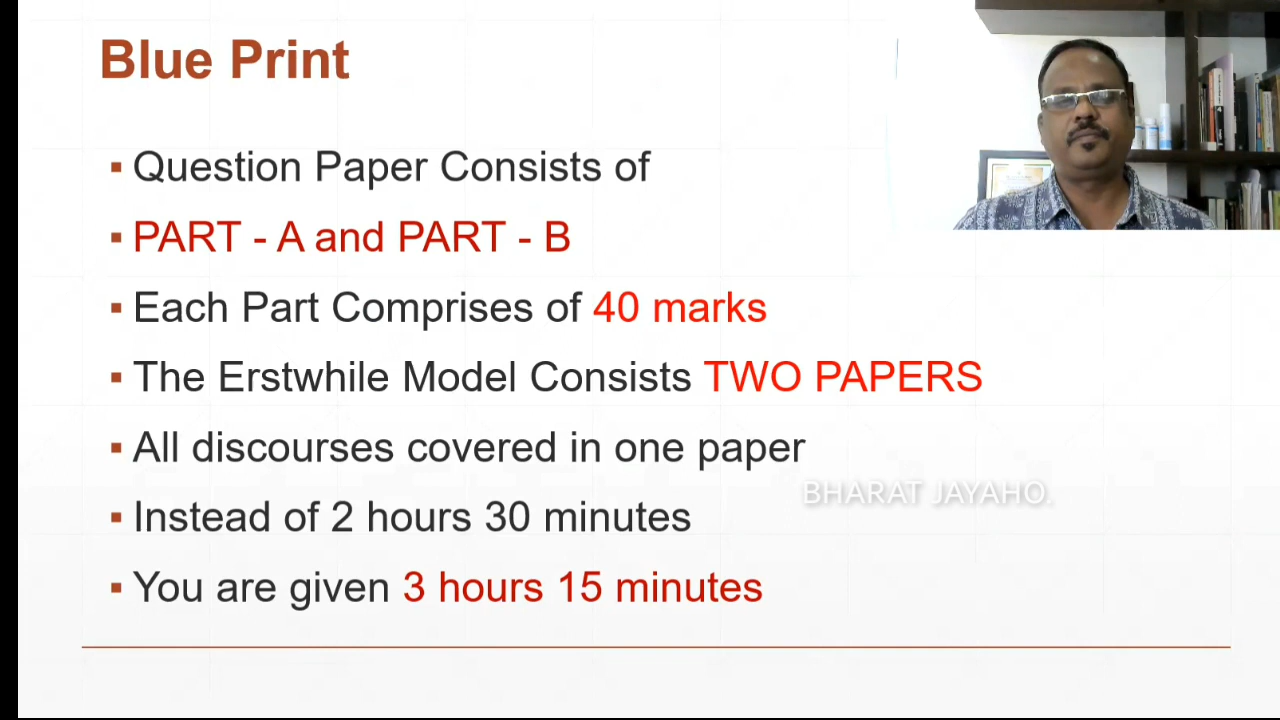 Blue Print
Question Paper Consists of
PART - A and PART - B
Each Part Comprises of 40 marks
The Erstwhile Model Consists TWO PAPERS
All discourses covered in one paper
BHARAT JAYAHO.
Instead of 2 hours 30 minutes
You are given 3 hours 15 minutes